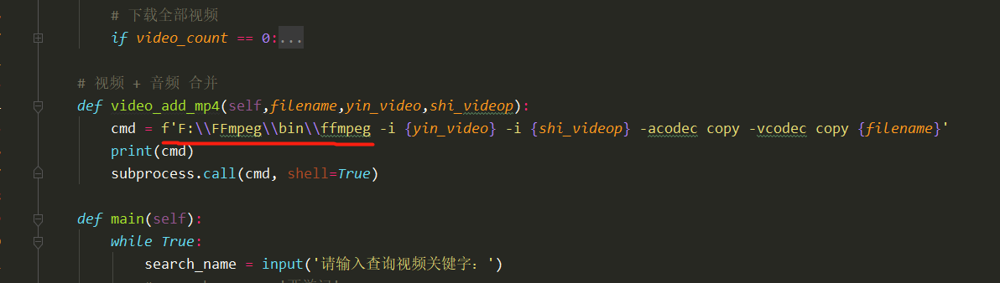 # 下载全部视频
if video_count == 0:...
# 视频 + 音频 合并
def video_add_mp4(self,filename,yin_video,shi_videop):
cmd = f'F:\\FFmpeg\\bin\\ffmpeg -i {yin_video} -i {shi_videop} -acodec copy -vcodec copy {filename}'
print(cmd)
subprocess.call(cmd, shell=True)
def main(self):
while True:
search_name = input('请输入查询视频关键字：')